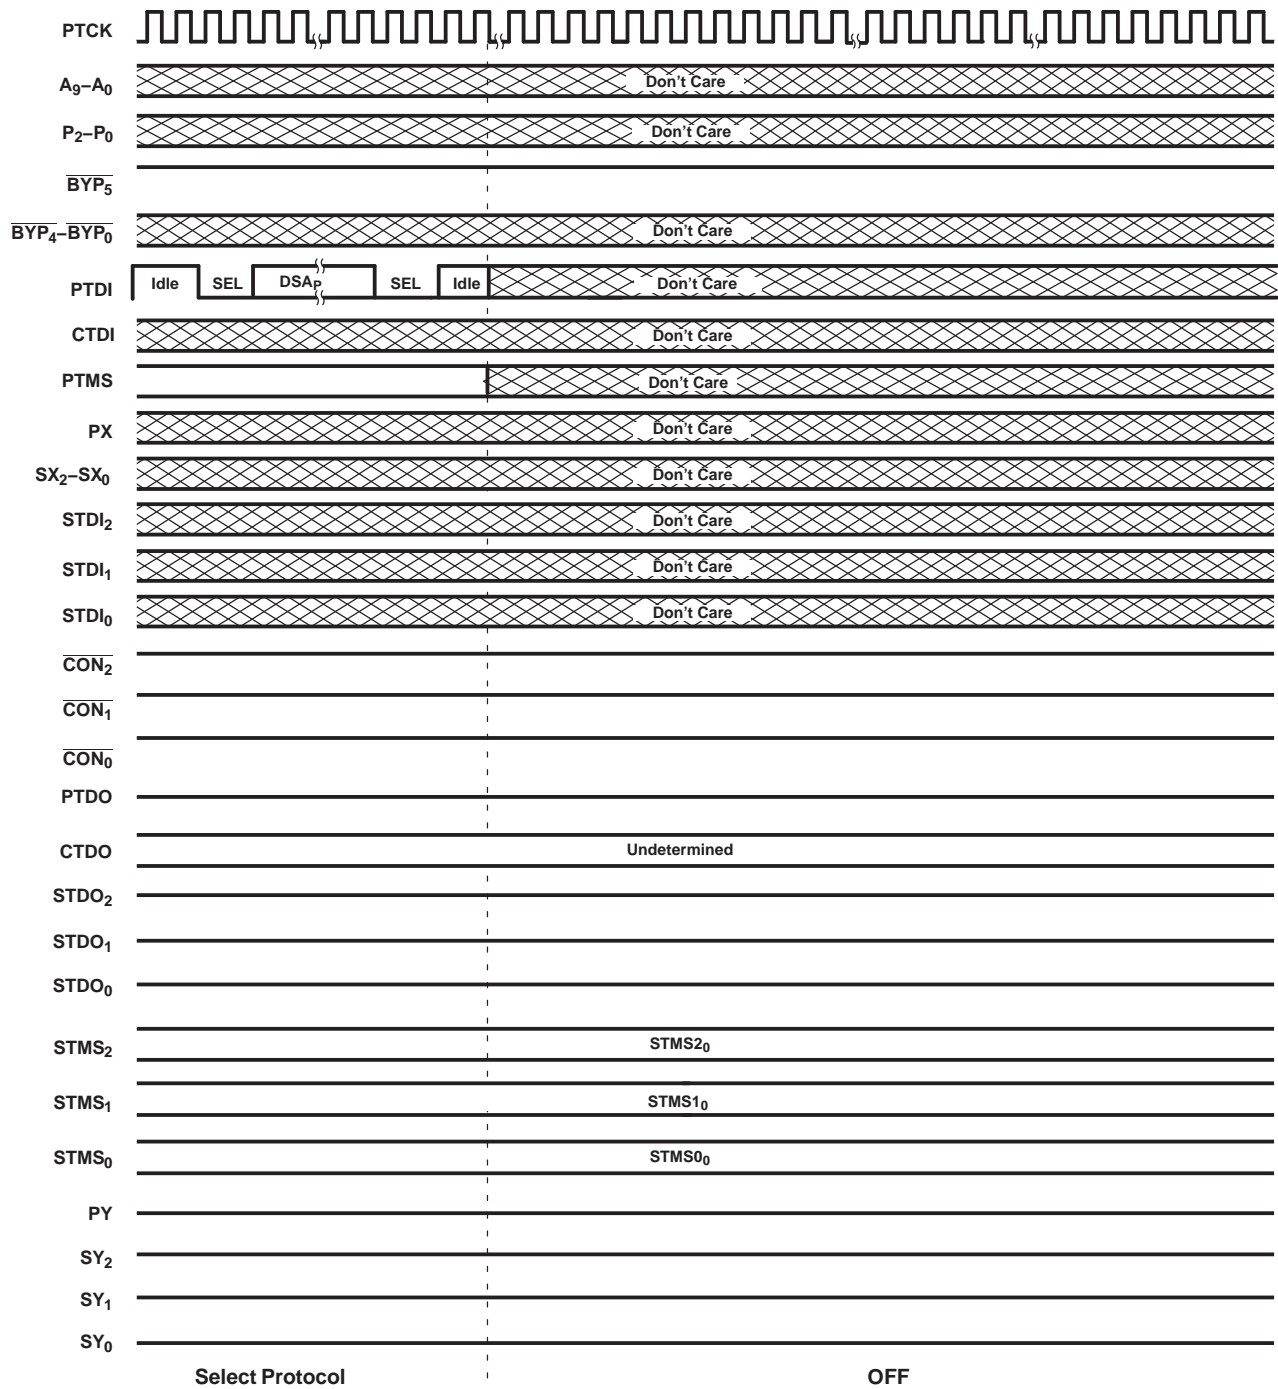 PTCK
A9–A0 Don't Care
P2–P0 Don't Care
BYP5
BYP4–BYP0 Don't Care
PTDI Idle SEL DSAP SEL Idle Don't Care
CTDI Don't Care
PTMS Don't Care
PX Don't Care
SX2–SX0 Don't Care
STDI2 Don't Care
STDI1 Don't Care
STDI0 Don't Care
CON2
CON1
CON0
PTDO
CTDO Undetermined
STDO2
STDO1
STDO0
STMS2 STMS20
STMS1 STMS10
STMS0 STMS00
PY
SY2
SY1
SY0
Select Protocol OFF